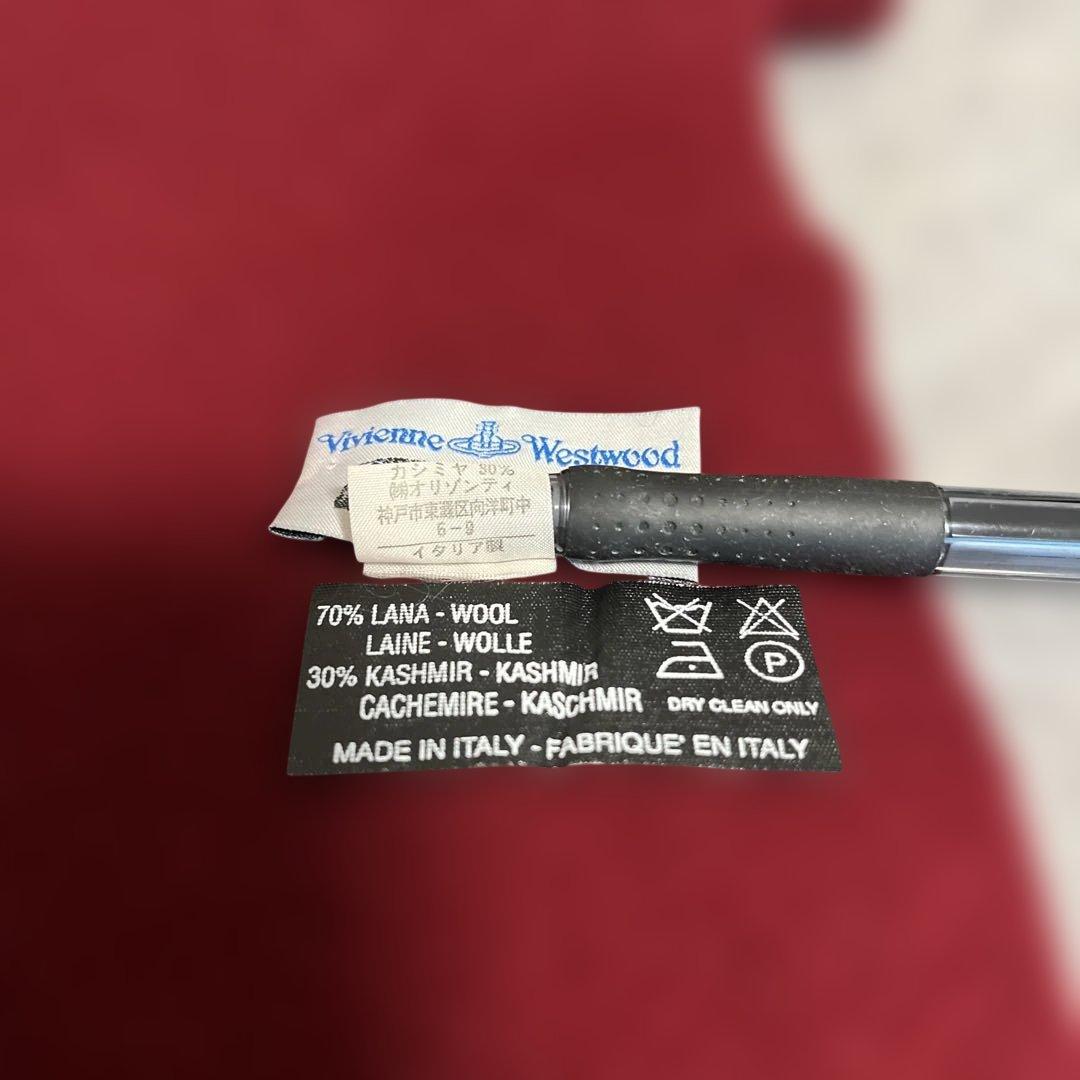 Vivienne Westwood
カシミヤ 30%
㈱オリゾンティ
神戸市東灘区向洋町中
6-9
イタリア製
70% LANA - WOOL
LAINE - WOLLE
30% KASHMIR - KASHMIR
CACHEMIRE - KASCHMIR
P
DRY CLEAN ONLY
MADE IN ITALY - FABRIQUE' EN ITALY